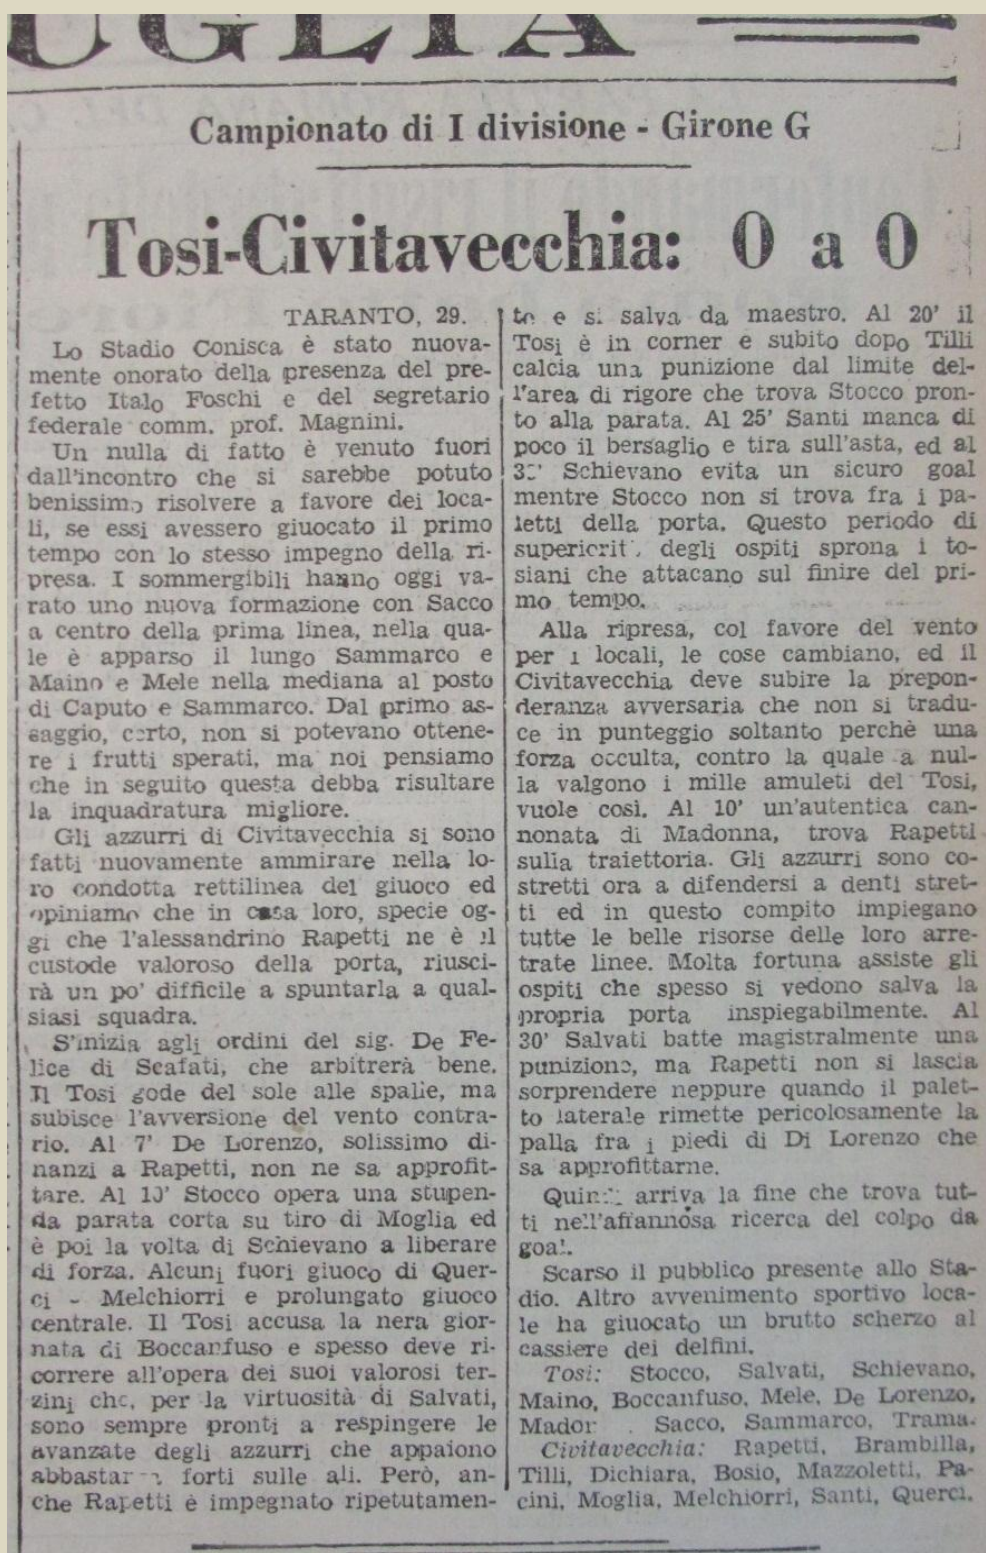 UGLIA
Campionato di I divisione - Girone G
Tosi-Civitavecchia: 0 a 0
TARANTO, 29.
Lo Stadio Conisca è stato nuova-
mente onorato della presenza del pre-
fetto Italo Foschi e del segretario
federale comm. prof. Magnini.
Un nulla di fatto è venuto fuori
dall'incontro che si sarebbe potuto
benissimo risolvere a favore dei loca-
li, se essi avessero giuocato il primo
tempo con lo stesso impegno della ri-
presa. I sommergibili hanno oggi va-
rato uno nuova formazione con Sacco
a centro della prima linea, nella qua-
le è apparso il lungo Sammarco e
Maino e Mele nella mediana al posto
di Caputo e Sammarco. Dal primo as-
saggio, certo, non si potevano ottene-
re i frutti sperati, ma noi pensiamo
che in seguito questa debba risultare
la inquadratura migliore.
Gli azzurri di Civitavecchia si sono
fatti nuovamente ammirare nella lo-
ro condotta rettilinea del giuoco ed
opiniamo che in casa loro, specie og-
gi che l'alessandrino Rapetti ne è il
custode valoroso della porta, riusci-
rà un po' difficile a spuntarla a qual-
siasi squadra.
S'inizia agli ordini del sig. De Fe-
lice di Scafati, che arbitrerà bene.
Il Tosi gode del sole alle spalle, ma
subisce l'avversione del vento contra-
rio. Al 7' De Lorenzo, solissimo di-
nanzi a Rapetti, non ne sa approfit-
tare. Al 10' Stocco opera una stupen-
da parata corta su tiro di Moglia ed
è poi la volta di Schievano a liberare
di forza. Alcuni fuori giuoco di Quer-
ci - Melchiorri e prolungato giuoco
centrale. Il Tosi accusa la nera gior-
nata di Boccanfuso e spesso deve ri-
correre all'opera dei suoi valorosi ter-
zini che, per la virtuosità di Salvati,
sono sempre pronti a respingere le
avanzate degli azzurri che appaiono
forti sulle ali. Però, an-
che Rapetti è impegnato ripetutamen-
te e si salva da maestro. Al 20' il
Tosi è in corner e subito dopo Tilli
calcia una punizione dal limite del-
l'area di rigore che trova Stocco pron-
to alla parata. Al 25' Santi manca di
poco il bersaglio e tira sull'asta, ed al
Schievano evita un sicuro goal
mentre Stocco non si trova fra i pa-
letti della porta. Questo periodo di
degli ospiti sprona i to-
siani che attacano sul finire del pri-
mo tempo.
Alla ripresa, col favore del vento
per i locali, le cose cambiano, ed il
Civitavecchia deve subire la prepon-
deranza avversaria che non si tradu-
ce in punteggio soltanto perchè una
forza occulta, contro la quale a nul-
la valgono i mille amuleti del Tosi,
vuole così. Al 10' un'autentica can-
nonata di Madonna, trova Rapetti
sulla traiettoria. Gli azzurri sono co-
stretti ora a difendersi a denti stret-
ti ed in questo compito impiegano
tutte le belle risorse delle loro arre-
trate linee. Molta fortuna assiste gli
ospiti che spesso si vedono salva la
propria porta inspiegabilmente. Al
30' Salvati batte magistralmente una
punizione, ma Rapetti non si lascia
sorprendere neppure quando il palet-
to laterale rimette pericolosamente la
palla fra i piedi di Di Lorenzo che
sa approfittarne.
arriva la fine che trova tut-
ti nell'affannosa ricerca del colpo da
goal.
Scarso il pubblico presente allo Sta-
dio. Altro avvenimento sportivo loca-
le ha giuocato un brutto scherzo al
cassiere dei delfini.
Tosi: Stocco, Salvati, Schievano,
Maino, Boccanfuso, Mele, De Lorenzo,
Sacco, Sammarco, Trama.
Civitavecchia: Rapetti, Brambilla,
Tilli, Dichiara, Bosio, Mazzoletti, Pa-
cini, Moglia, Melchiorri, Santi, Querci.